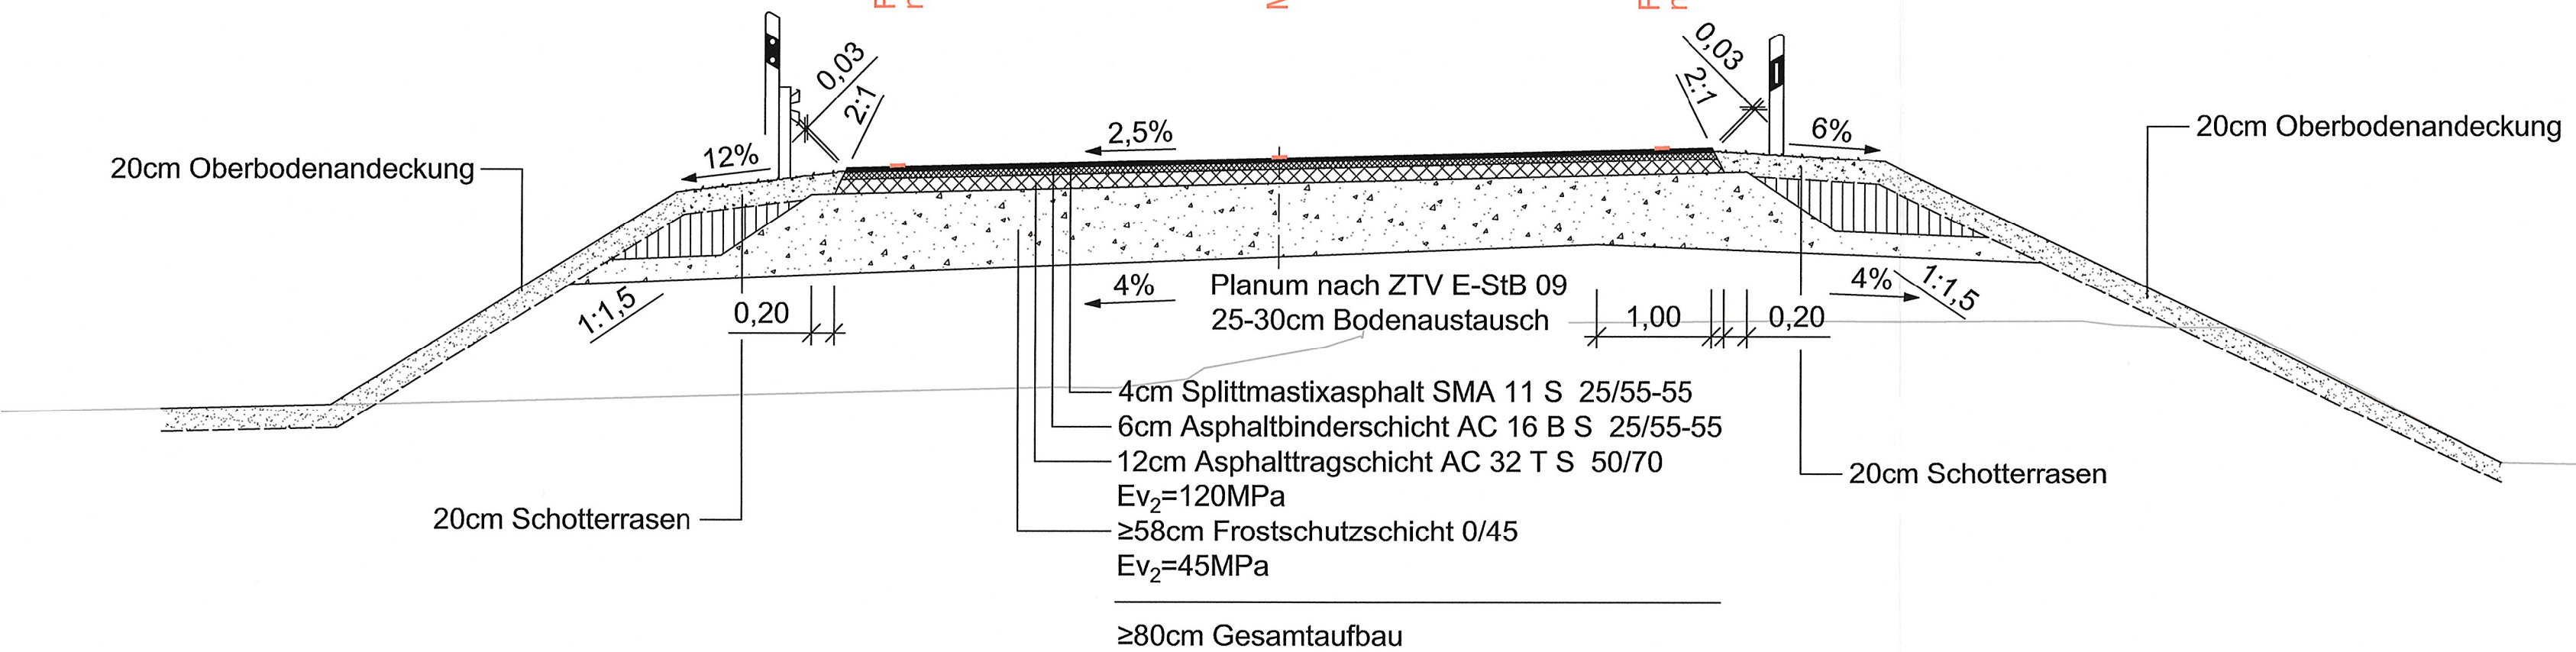 0,03
2:1
0,03
2:1
2,5%
12%
6%
20cm Oberbodenandeckung
20cm Oberbodenandeckung
1:1,5
0,20
4%
Planum nach ZTV E-StB 09
25-30cm Bodenaustausch
1,00
0,20
4%
1:1,5
4cm Splittmastixasphalt SMA 11 S 25/55-55
6cm Asphaltbinderschicht AC 16 B S 25/55-55
12cm Asphalttragschicht AC 32 T S 50/70
Ev₂=120MPa
20cm Schotterrasen
20cm Schotterrasen
≥58cm Frostschutzschicht 0/45
Ev₂=45MPa
≥80cm Gesamtaufbau